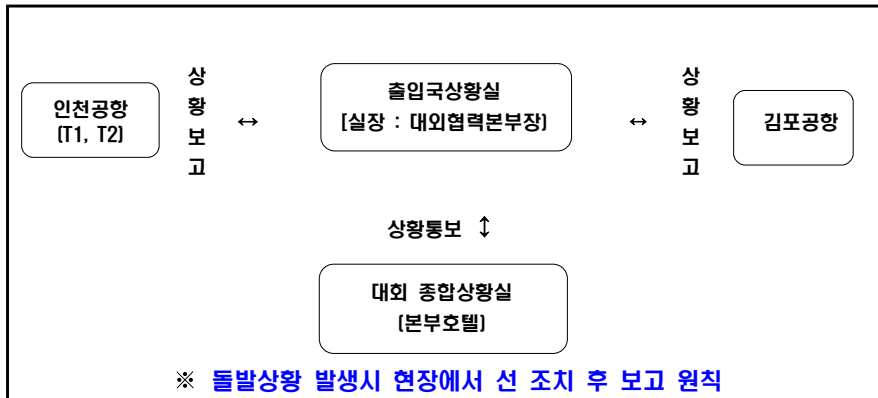 인천공항
(T1, T2)
상
황
보
고
↔
출입국상황실
(실장 : 대외협력본부장)
↔
상
황
보
고
김포공항
상황통보 ↕
대회 종합상황실
(본부호텔)
※ 돌발상황 발생시 현장에서 선 조치 후 보고 원칙